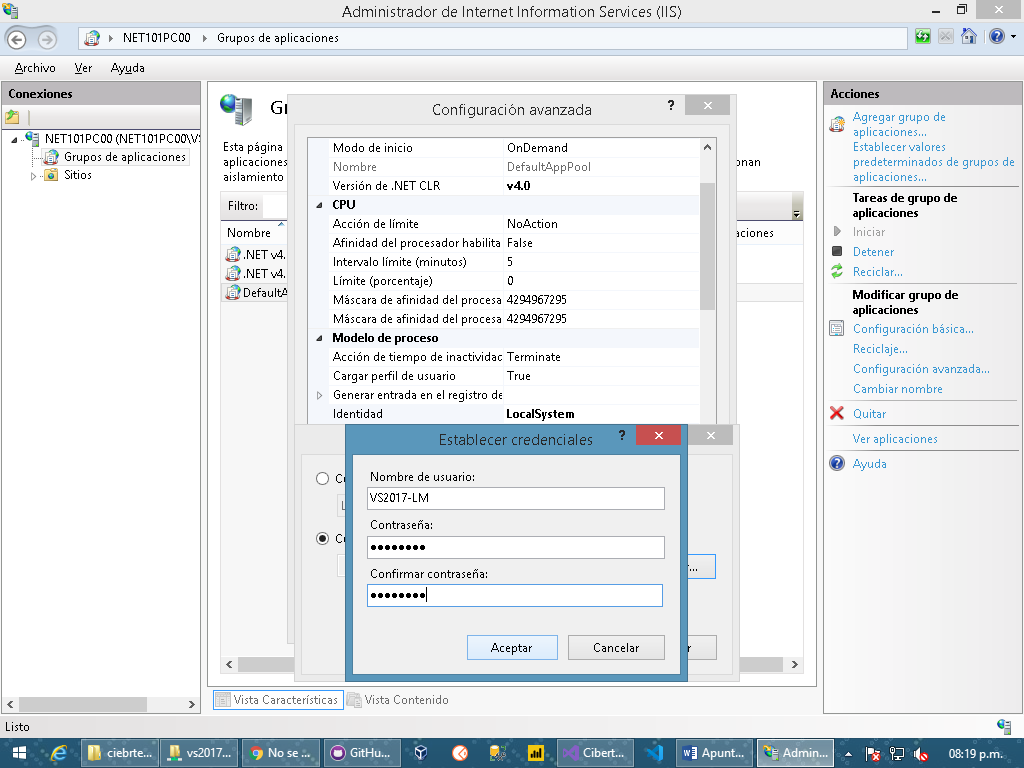 Administrador de Internet Information Services (IIS)
NET101PC00
Grupos de aplicaciones
Archivo
Ver
Ayuda
Conexiones
NET101PC00 (NET101PC00\VS
Grupos de aplicaciones
Sitios
Esta página
aplicaciones
aislamiento
Filtro:
Nombre
.NET v4.
.NET v4.
DefaultA
Configuración avanzada
Modo de inicio OnDemand
Nombre DefaultAppPool
Versión de .NET CLR v4.0
CPU
Acción de límite NoAction
Afinidad del procesador habilita False
Intervalo límite (minutos) 5
Límite (porcentaje) 0
Máscara de afinidad del procesa 4294967295
Máscara de afinidad del procesa 4294967295
Modelo de proceso
Acción de tiempo de inactividad Terminate
Cargar perfil de usuario True
Generar entrada en el registro de
Identidad LocalSystem
Establecer credenciales
Nombre de usuario:
VS2017-LM
Contraseña:
Confirmar contraseña:
Aceptar
Cancelar
Vista Características
Vista Contenido
Acciones
Agregar grupo de
aplicaciones...
Establecer valores
predeterminados de grupos de
aplicaciones...
Tareas de grupo de
aplicaciones
Iniciar
Detener
Reciclar...
Modificar grupo de
aplicaciones
Configuración básica...
Reciclaje...
Configuración avanzada...
Cambiar nombre
Quitar
Ver aplicaciones
Ayuda
Listo
ciebrte...
vs2017...
No se ...
GitHu...
Cibert...
Apunt...
Admin...
08:19 p.m.